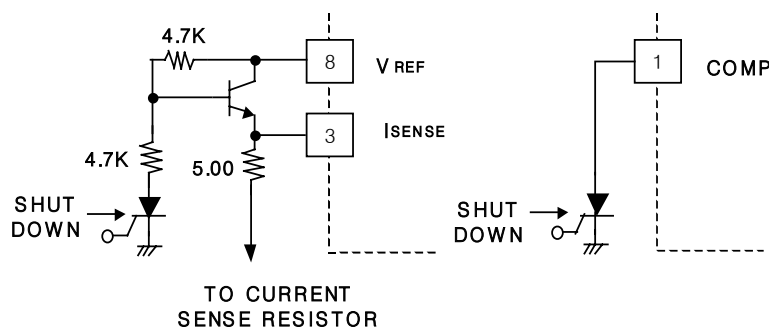 4.7K
8
V REF
1
COMP
3
ISENSE
4.7K
5.00
SHUT
DOWN
SHUT
DOWN
TO CURRENT
SENSE RESISTOR